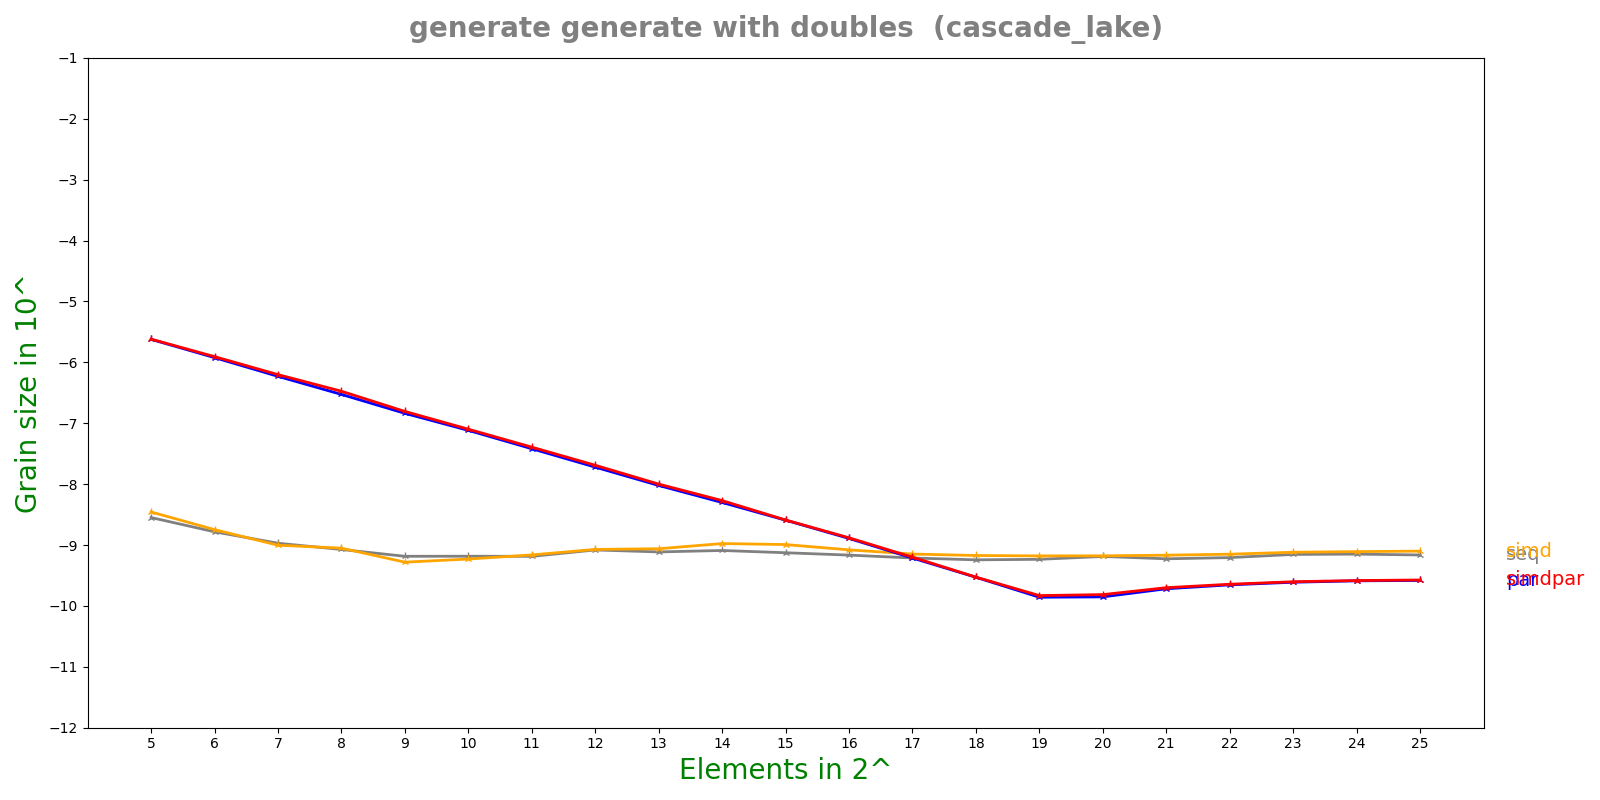 generate generate with doubles  (cascade_lake)
Grain size in 10^
−1
−2
−3
−4
−5
−6
−7
−8
−9
−10
−11
−12
simd
seq
simdpar
par
5 6 7 8 9 10 11 12 13 14 15 16 17 18 19 20 21 22 23 24 25
Elements in 2^